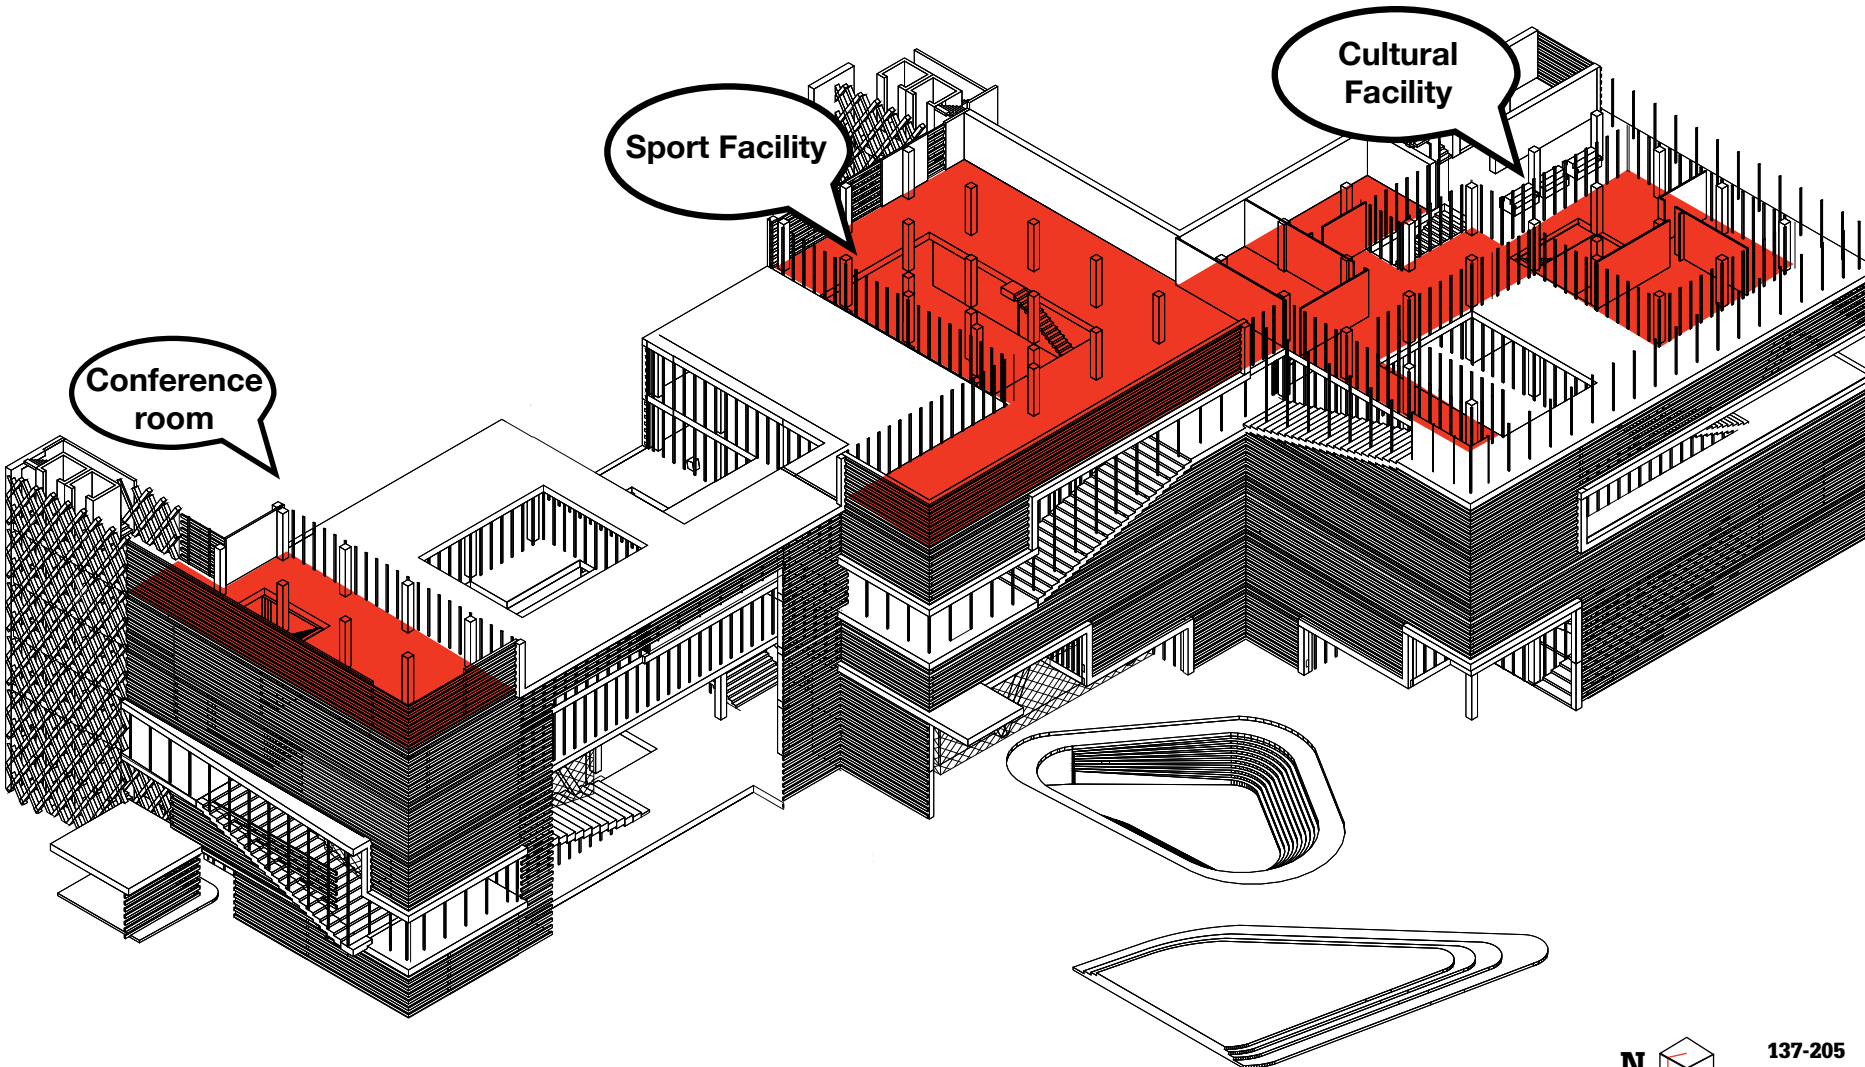 Cultural
Facility
Sport Facility
Conference
room
N
137-205